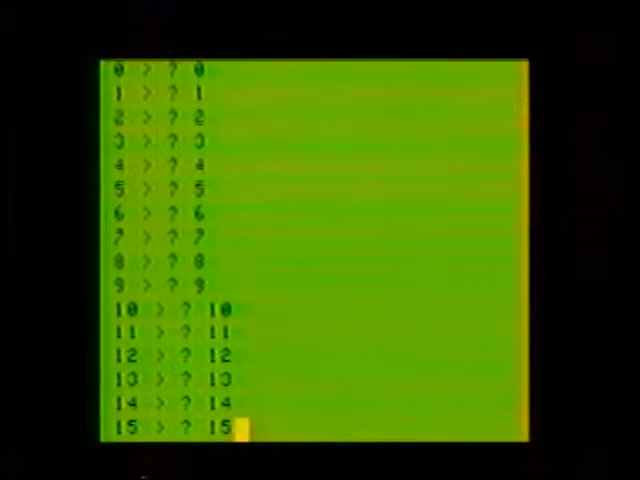 0 > ? 0
1 > ? 1
2 > ? 2
3 > ? 3
4 > ? 4
5 > ? 5
6 > ? 6
7 > ? 7
8 > ? 8
9 > ? 9
10 > ? 10
11 > ? 11
12 > ? 12
13 > ? 13
14 > ? 14
15 > ? 15